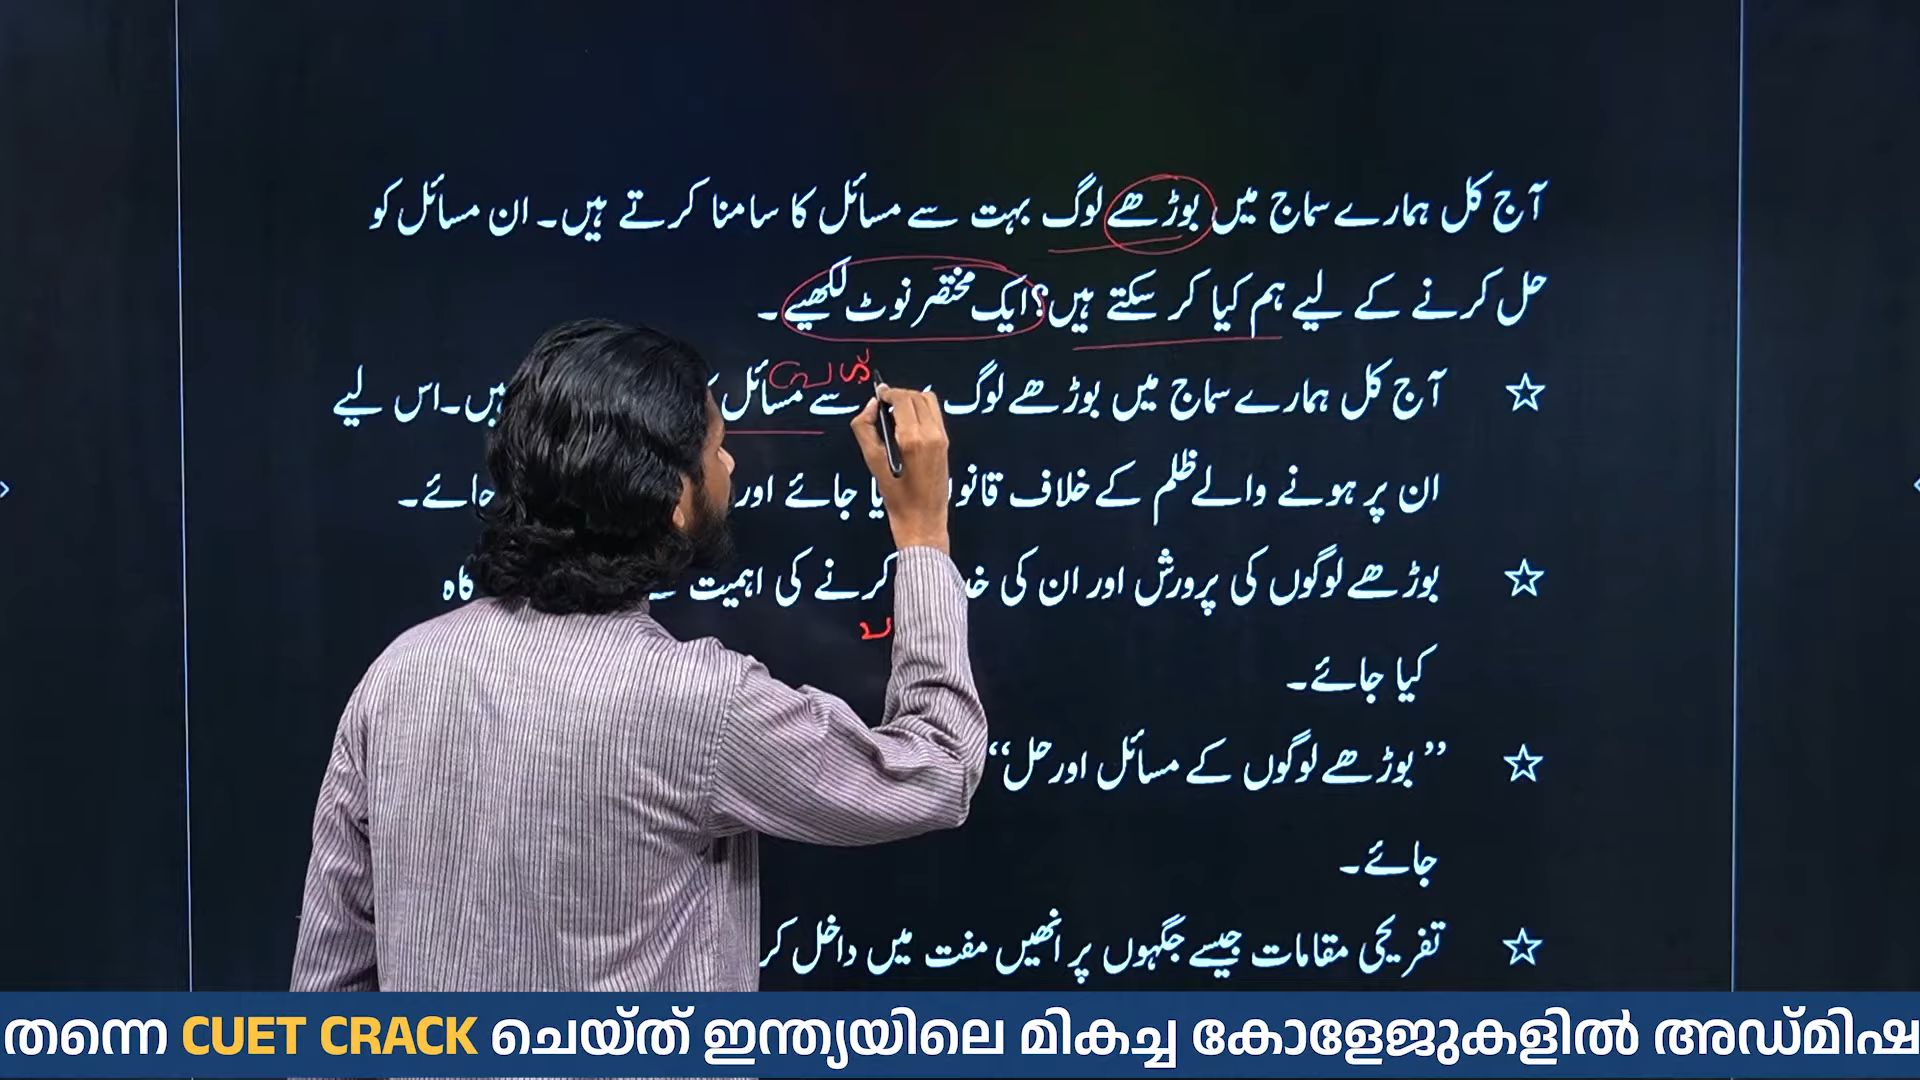 آج کل ہمارے سماج میں بوڑھے لوگ بہت سے مسائل کا سامنا کرتے ہیں۔ ان مسائل کو
حل کرنے کے لیے ہم کیا کر سکتے ہیں؟ ایک مختصر نوٹ لکھیے۔
☆ آج کل ہمارے سماج میں بوڑھے لوگ سے مسائل ہیں۔اس لیے
ان پر ہونے والے ظلم کے خلاف جائے اور جائے۔
☆ بوڑھے لوگوں کی پرورش اور ان کی کرنے کی اہمیت
کیا جائے۔
☆ ’’ بوڑھے لوگوں کے مسائل اور حل‘‘
جائے۔
☆ تفریحی مقامات جیسے جگہوں پر انھیں مفت میں داخل
തന്നെ CUET CRACK ചെയ്ത് ഇന്ത്യയിലെ മികച്ച കോളേജുകളിൽ